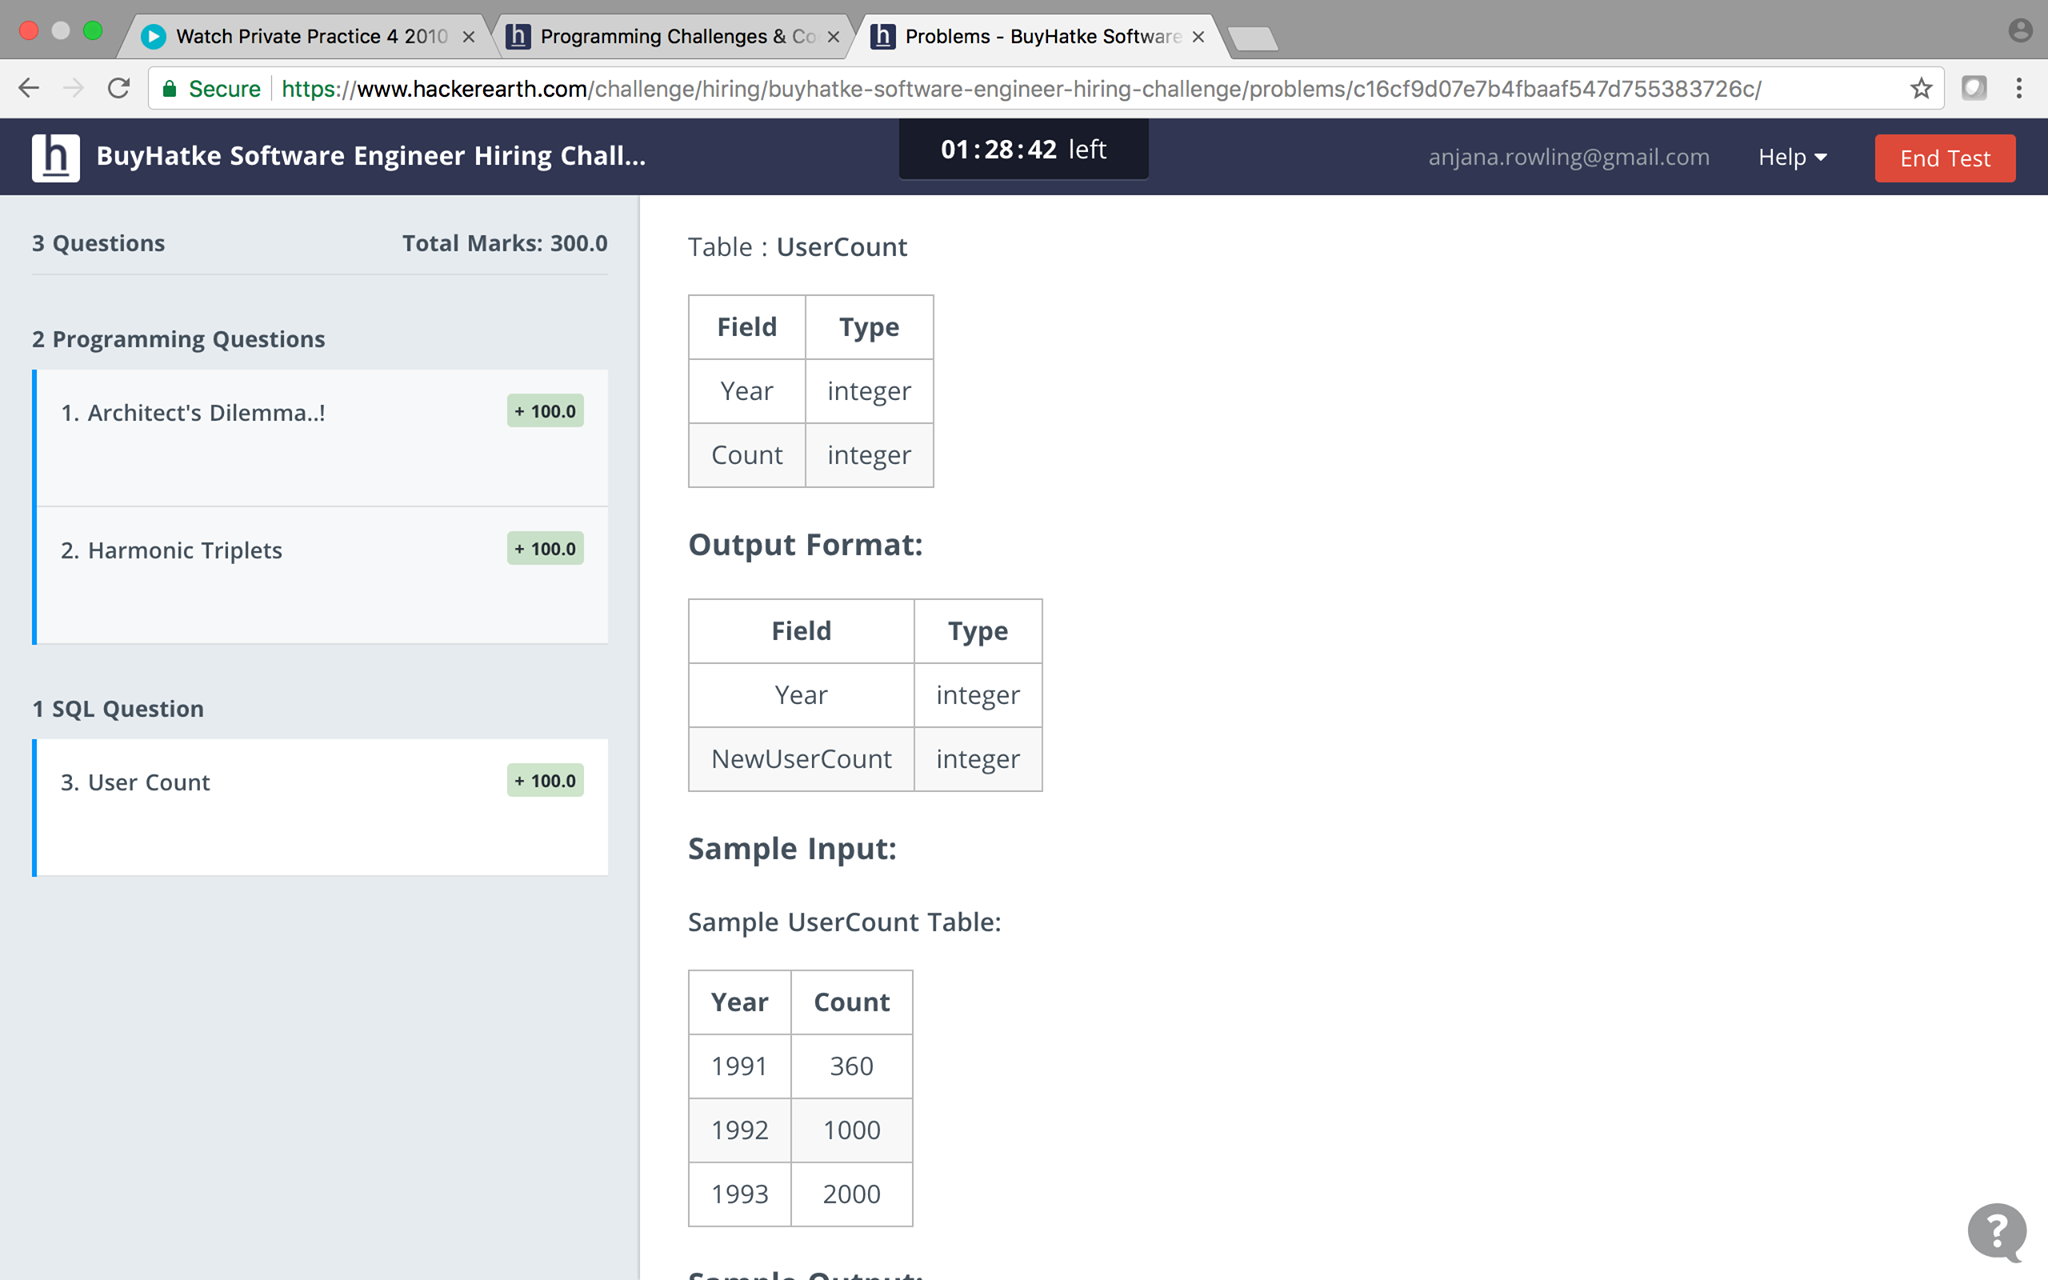 Watch Private Practice 4 2010
Programming Challenges & Co
Problems - BuyHatke Software
Secure
https://www.hackerearth.com/challenge/hiring/buyhatke-software-engineer-hiring-challenge/problems/c16cf9d07e7b4fbaaf547d755383726c/
h BuyHatke Software Engineer Hiring Chall...
01:28:42 left
anjana.rowling@gmail.com
Help
End Test
3 Questions
Total Marks: 300.0
2 Programming Questions
1. Architect's Dilemma..!
+ 100.0
2. Harmonic Triplets
+ 100.0
1 SQL Question
3. User Count
+ 100.0
Table : UserCount
Field Type
Year integer
Count integer
Output Format:
Field Type
Year integer
NewUserCount integer
Sample Input:
Sample UserCount Table:
Year Count
1991 360
1992 1000
1993 2000
Sample Output:
?